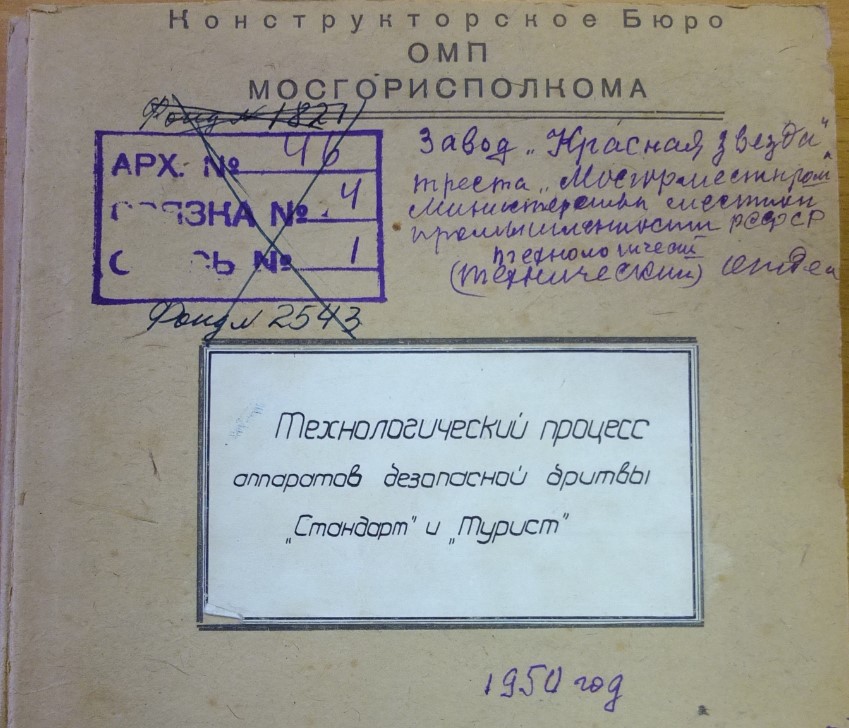 Конструкторское Бюро
ОМП
МОСГОРИСПОЛКОМА
Фонд № 1821
АРХ. № 46
СВЯЗКА № 4
ОПИСЬ № 1
Фонд № 2543
Завод „Красная звезда"
треста „Мосгорместпром"
Министерства местной
промышленности РСФСР
технологический
(технический) отдел
Технологический процесс
аппаратов безопасной бритвы
„Стандарт" и „Турист"
1950 год